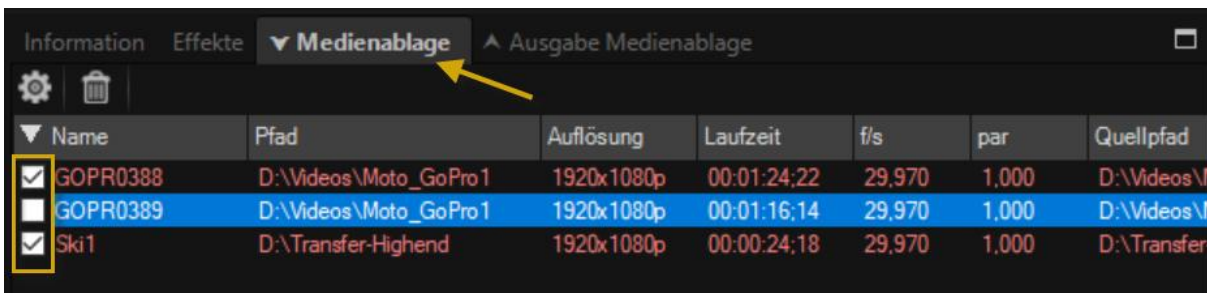 Information Effekte Medienablage Ausgabe Medienablage
Name Pfad Auflösung Laufzeit f/s par Quellpfad
GOPR0388 D:\Videos\Moto_GoPro1 1920x1080p 00:01:24;22 29,970 1,000 D:\Videos\
GOPR0389 D:\Videos\Moto_GoPro1 1920x1080p 00:01:16;14 29,970 1,000 D:\Videos\
Ski1 D:\Transfer-Highend 1920x1080p 00:00:24;18 29,970 1,000 D:\Transfer